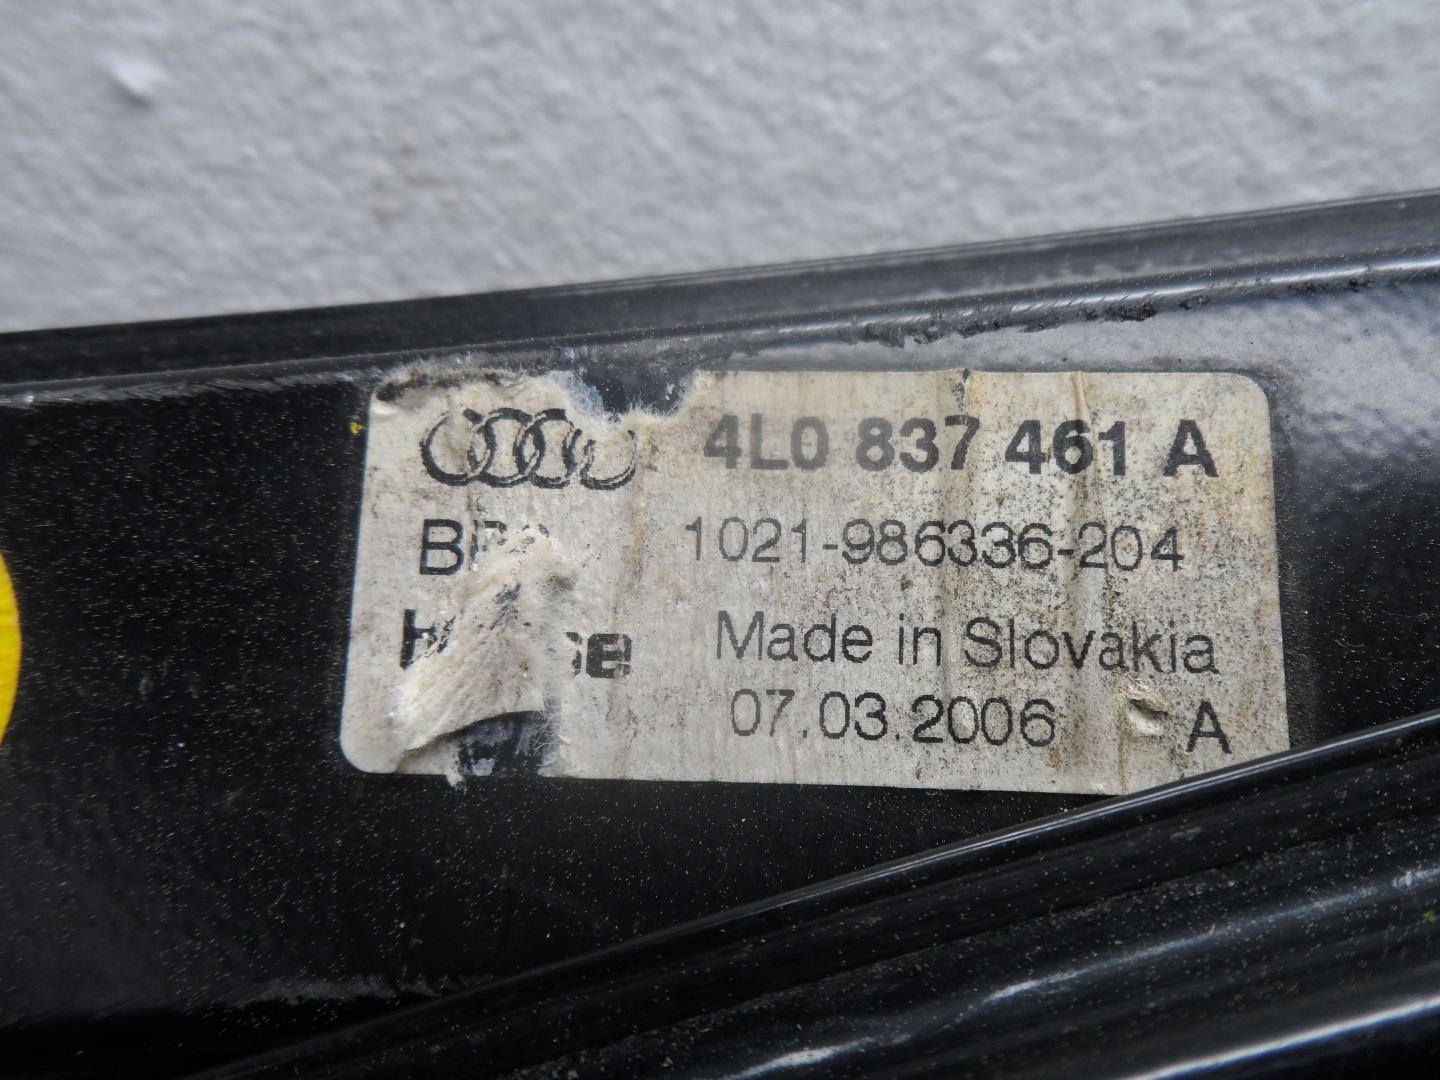 4L0 837 461 A
1021-986336-204
Made in Slovakia
07.03.2006 A